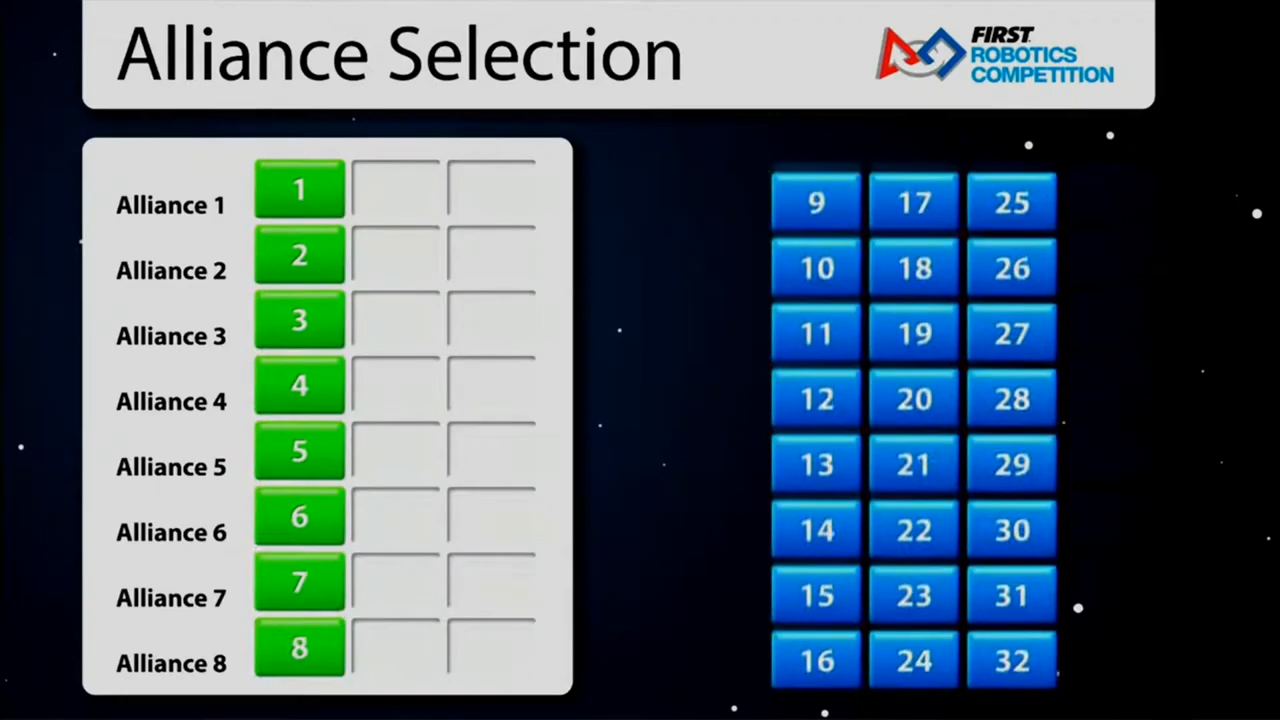 Alliance Selection
FIRST
ROBOTICS
COMPETITION
Alliance 1 1
Alliance 2 2
Alliance 3 3
Alliance 4 4
Alliance 5 5
Alliance 6 6
Alliance 7 7
Alliance 8 8
9 17 25
10 18 26
11 19 27
12 20 28
13 21 29
14 22 30
15 23 31
16 24 32